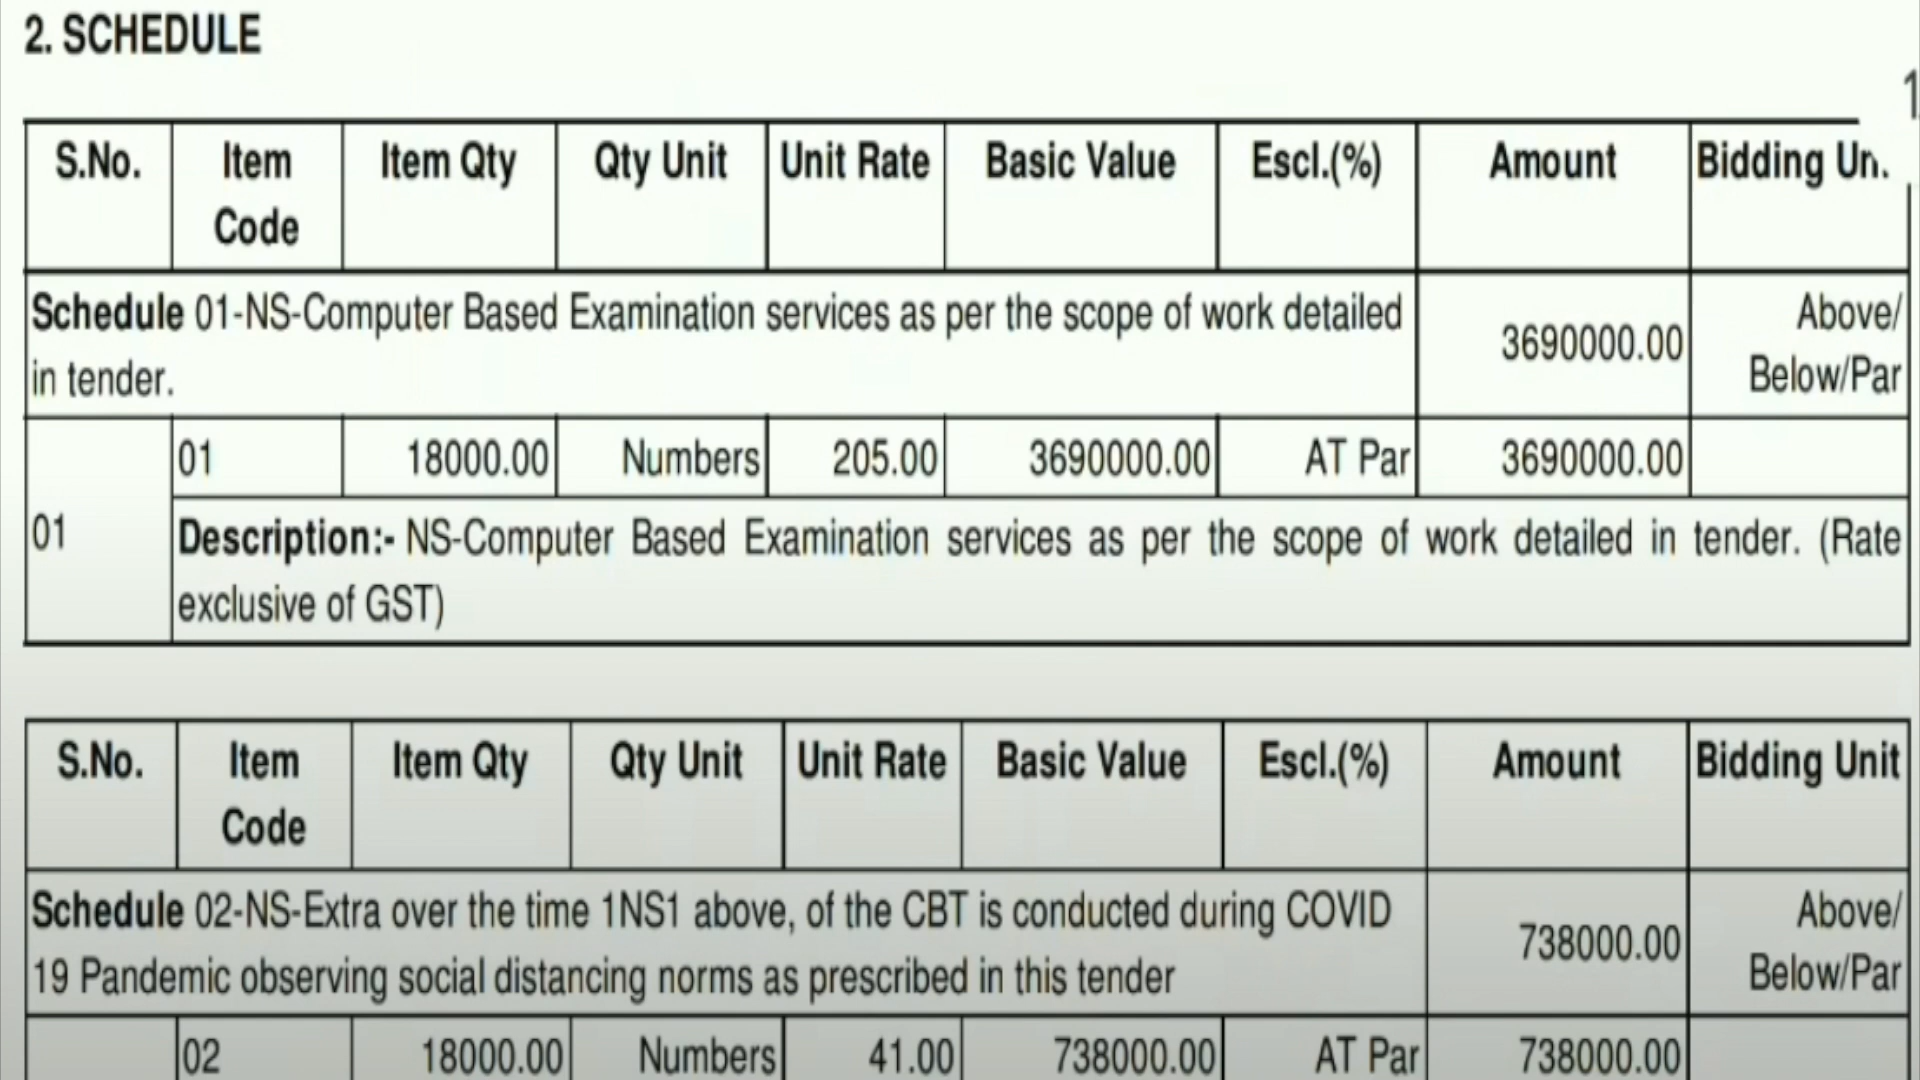 2. SCHEDULE
1
S.No. Item Code Item Qty Qty Unit Unit Rate Basic Value Escl.(%) Amount Bidding
Schedule 01-NS-Computer Based Examination services as per the scope of work detailed
in tender.
3690000.00
Above/
Below/Par
01
01 18000.00 Numbers 205.00 3690000.00 AT Par 3690000.00
Description:- NS-Computer Based Examination services as per the scope of work detailed in tender. (Rate
exclusive of GST)
S.No. Item Code Item Qty Qty Unit Unit Rate Basic Value Escl.(%) Amount Bidding Unit
Schedule 02-NS-Extra over the time 1NS1 above, of the CBT is conducted during COVID
19 Pandemic observing social distancing norms as prescribed in this tender
738000.00
Above/
Below/Par
02 18000.00 Numbers 41.00 738000.00 AT Par 738000.00